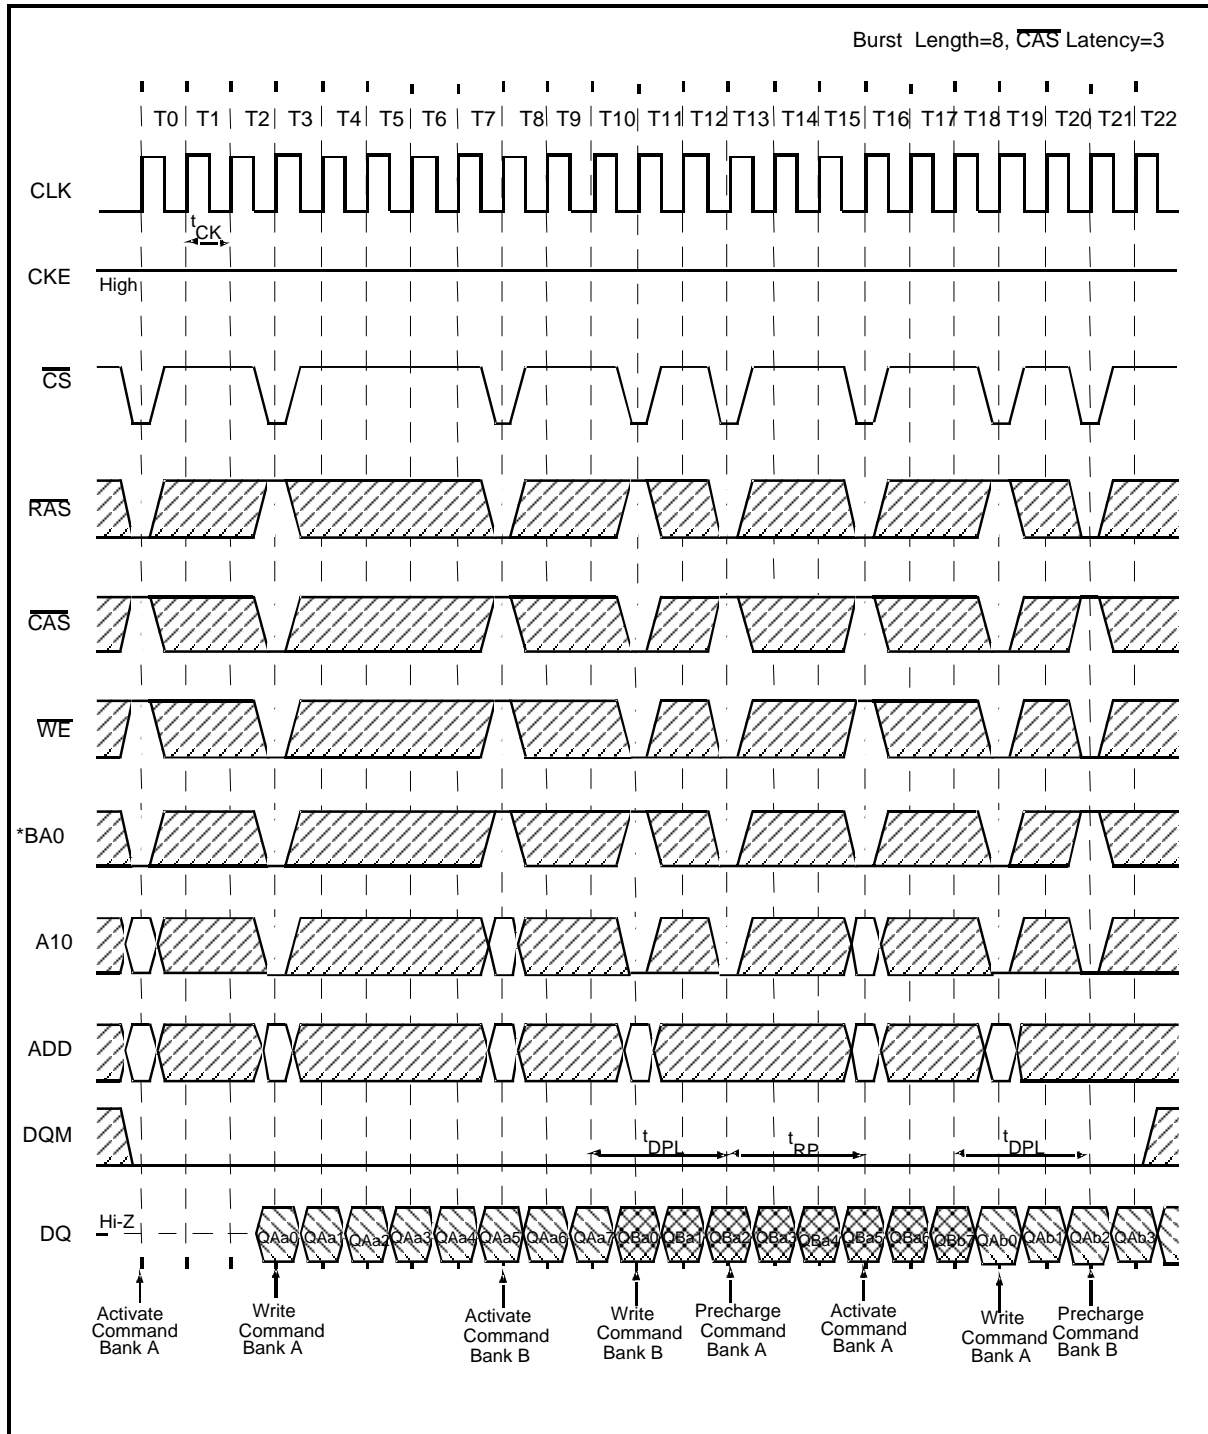 Burst Length=8, CAS Latency=3
T0 T1 T2 T3 T4 T5 T6 T7 T8 T9 T10 T11 T12 T13 T14 T15 T16 T17 T18 T19 T20 T21 T22
CLK
tCK
CKE
High
CS
RAS
CAS
WE
*BA0
A10
ADD
DQM
tDPL tRP tDPL
DQ
Hi-Z
QAa0 QAa1 QAa2 QAa3 QAa4 QAa5 QAa6 QAa7 QBa0 QBa1 QBa2 QBa3 QBa4 QBa5 QBa6 QBb7 QAb0 QAb1 QAb2 QAb3
Activate
Command
Bank A
Write
Command
Bank A
Activate
Command
Bank B
Write
Command
Bank B
Precharge
Command
Bank A
Activate
Command
Bank A
Write
Command
Bank A
Precharge
Command
Bank B